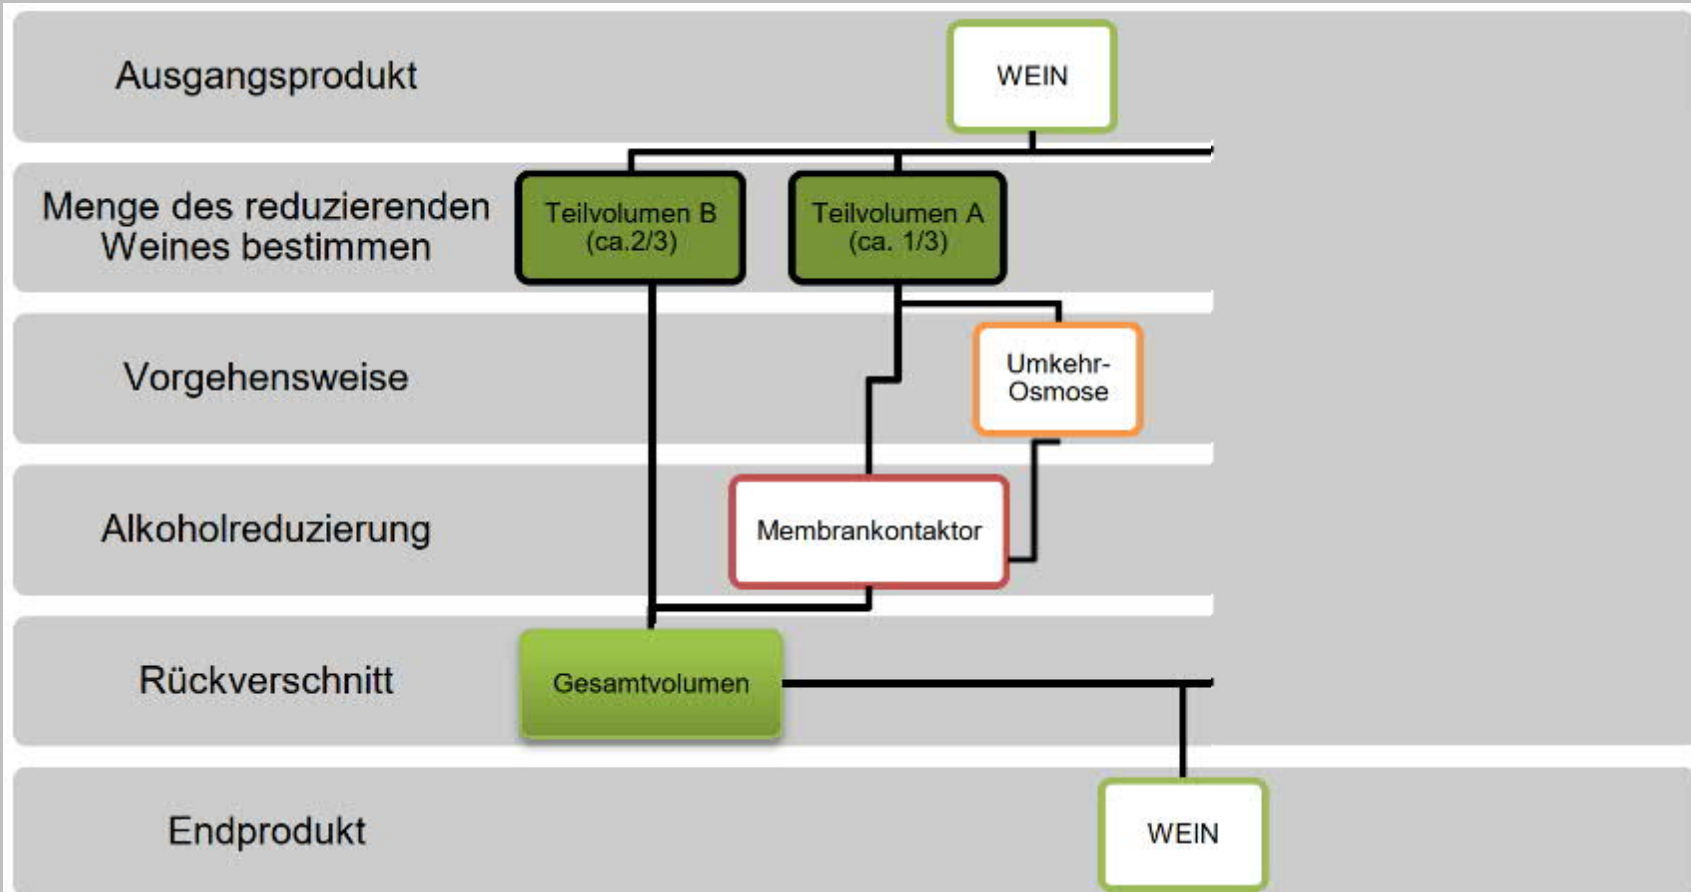 Ausgangsprodukt
WEIN
Menge des reduzierenden
Weines bestimmen
Teilvolumen B
(ca.2/3)
Teilvolumen A
(ca. 1/3)
Vorgehensweise
Umkehr-
Osmose
Alkoholreduzierung
Membrankontaktor
Rückverschnitt
Gesamtvolumen
Endprodukt
WEIN